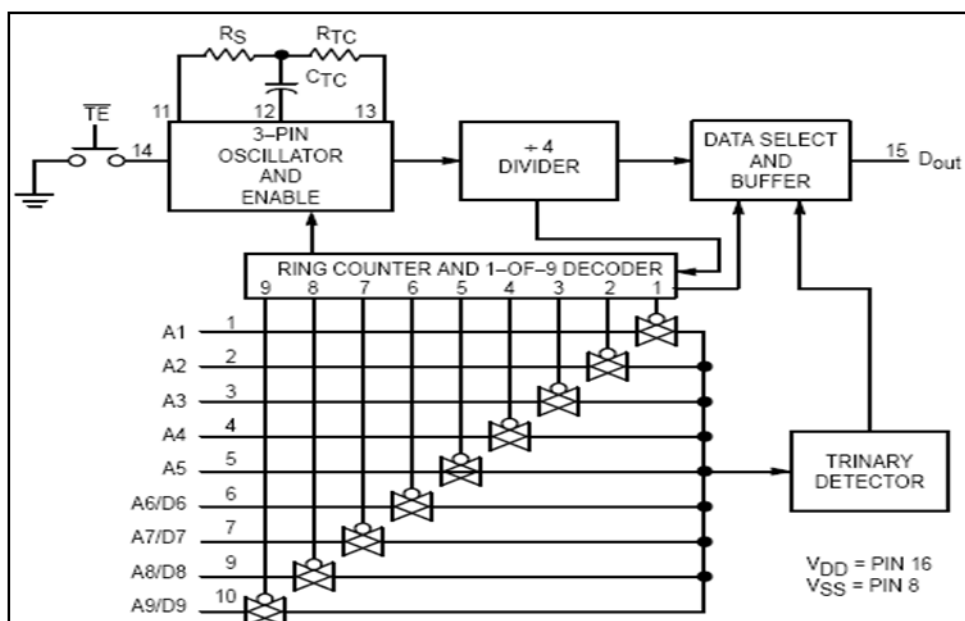 RS RTC
CTC
11 12 13
TE
14
3–PIN
OSCILLATOR
AND
ENABLE
÷ 4
DIVIDER
DATA SELECT
AND
BUFFER
15 Dout
RING COUNTER AND 1–OF–9 DECODER
9 8 7 6 5 4 3 2 1
A1 1
A2 2
A3 3
A4 4
A5 5
A6/D6 6
A7/D7 7
A8/D8 9
A9/D9 10
TRINARY
DETECTOR
VDD = PIN 16
VSS = PIN 8